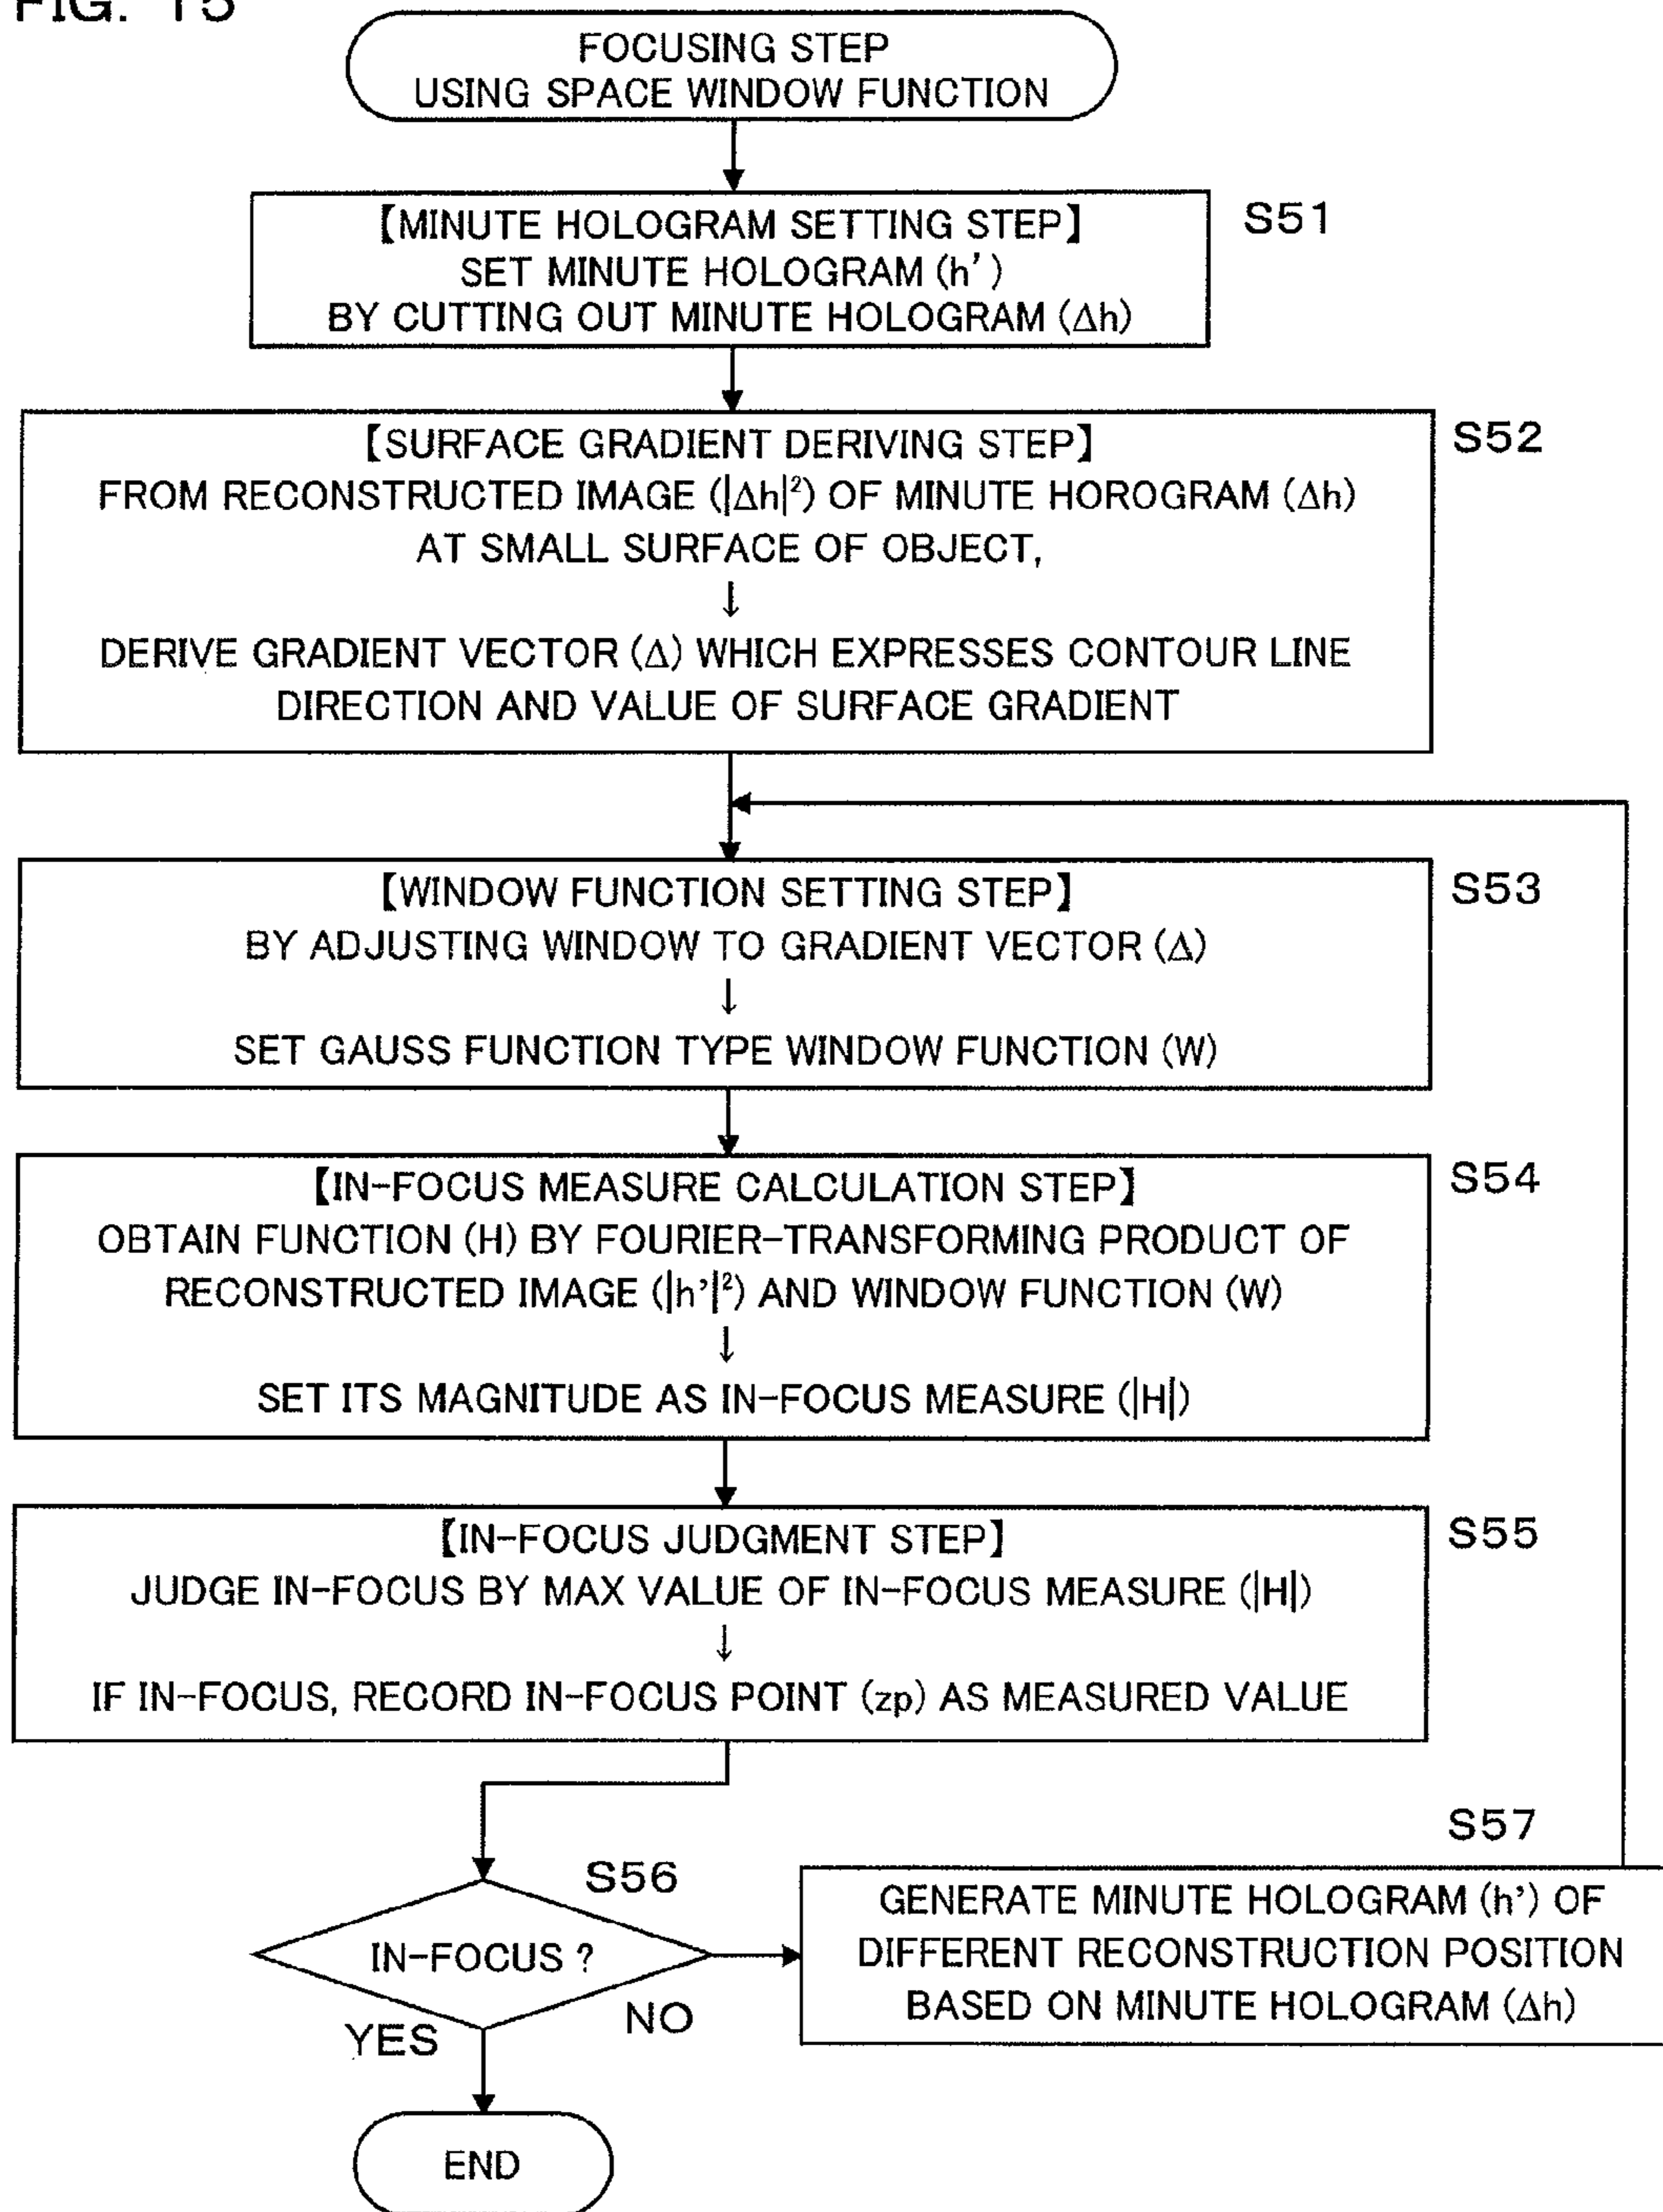 FIG. 15
FOCUSING STEP
USING SPACE WINDOW FUNCTION
【MINUTE HOLOGRAM SETTING STEP】
SET MINUTE HOLOGRAM (h')
BY CUTTING OUT MINUTE HOLOGRAM (Δh)
S51
【SURFACE GRADIENT DERIVING STEP】
FROM RECONSTRUCTED IMAGE (|Δh|²) OF MINUTE HOROGRAM (Δh)
AT SMALL SURFACE OF OBJECT,
↓
DERIVE GRADIENT VECTOR (Δ) WHICH EXPRESSES CONTOUR LINE
DIRECTION AND VALUE OF SURFACE GRADIENT
S52
【WINDOW FUNCTION SETTING STEP】
BY ADJUSTING WINDOW TO GRADIENT VECTOR (Δ)
↓
SET GAUSS FUNCTION TYPE WINDOW FUNCTION (W)
S53
【IN-FOCUS MEASURE CALCULATION STEP】
OBTAIN FUNCTION (H) BY FOURIER-TRANSFORMING PRODUCT OF
RECONSTRUCTED IMAGE (|h'|²) AND WINDOW FUNCTION (W)
↓
SET ITS MAGNITUDE AS IN-FOCUS MEASURE (|H|)
S54
【IN-FOCUS JUDGMENT STEP】
JUDGE IN-FOCUS BY MAX VALUE OF IN-FOCUS MEASURE (|H|)
↓
IF IN-FOCUS, RECORD IN-FOCUS POINT (zp) AS MEASURED VALUE
S55
S56
IN-FOCUS ?
YES
NO
S57
GENERATE MINUTE HOLOGRAM (h') OF
DIFFERENT RECONSTRUCTION POSITION
BASED ON MINUTE HOLOGRAM (Δh)
END